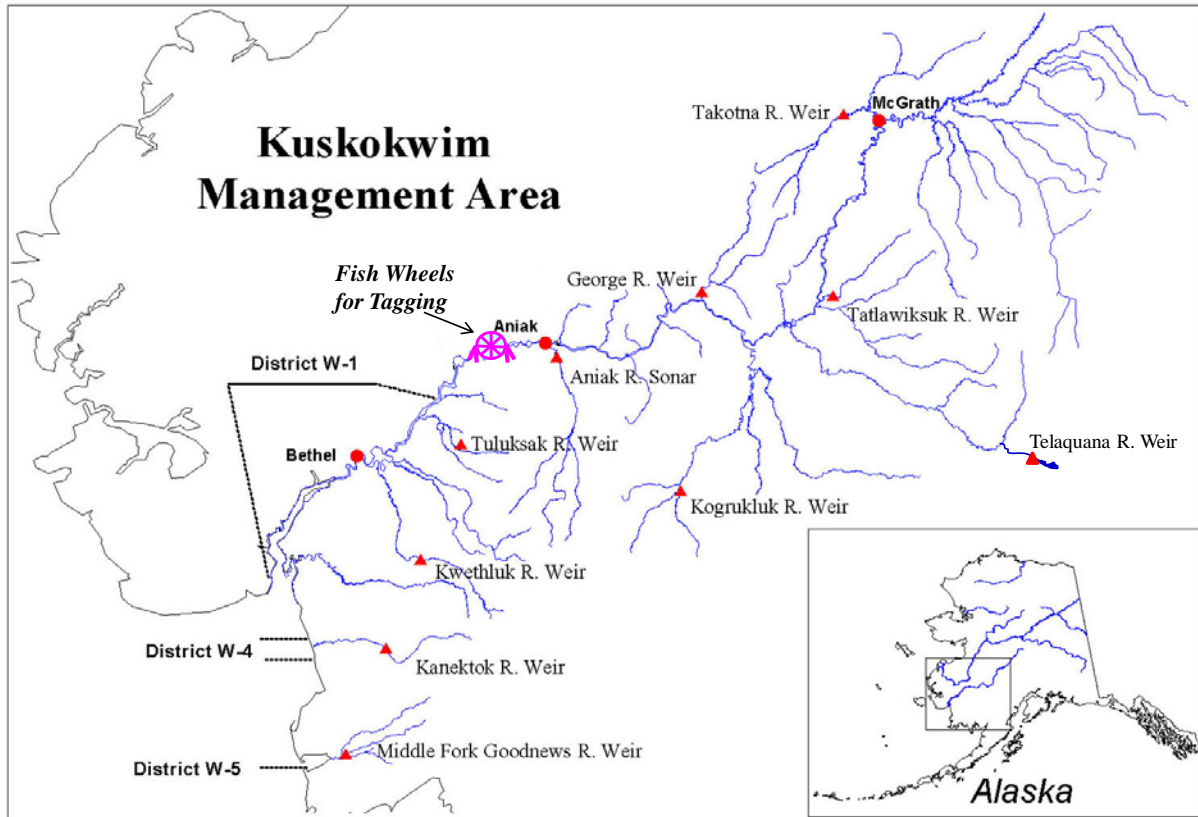 Kuskokwim
Management Area
Takotna R. Weir
McGrath
Fish Wheels
for Tagging
George R. Weir
Tatlawiksuk R. Weir
Aniak
Aniak R. Sonar
District W-1
Tuluksak R. Weir
Bethel
Telaquana R. Weir
Kogrukluk R. Weir
Kwethluk R. Weir
District W-4
Kanektok R. Weir
Middle Fork Goodnews R. Weir
District W-5
Alaska